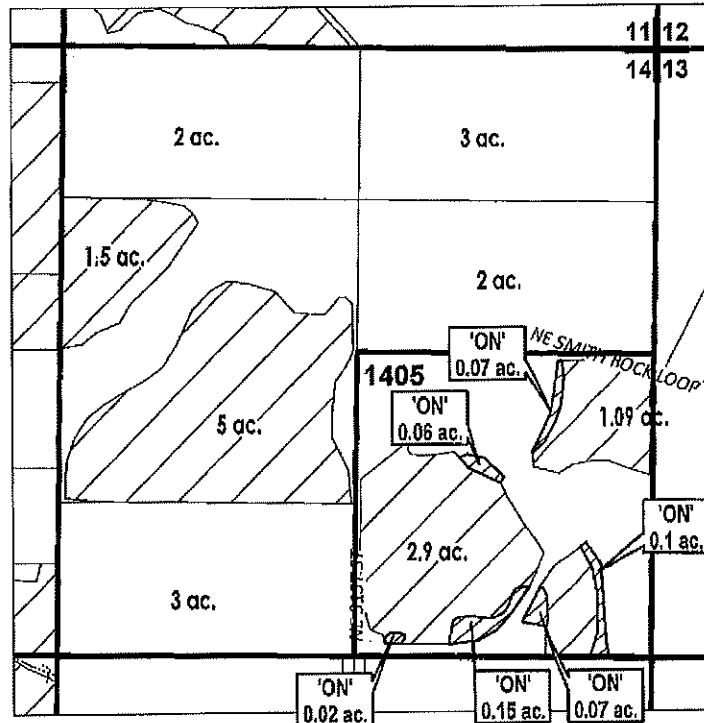 11 12
14 13
2 ac.
3 ac.
1.5 ac.
2 ac.
'ON'
0.07 ac.
NE SMITH ROCK LOOP
1405
'ON'
0.06 ac.
1.09 ac.
5 ac.
'ON'
0.1 ac.
2.9 ac.
3 ac.
'ON'
0.02 ac.
'ON'
0.15 ac.
'ON'
0.07 ac.